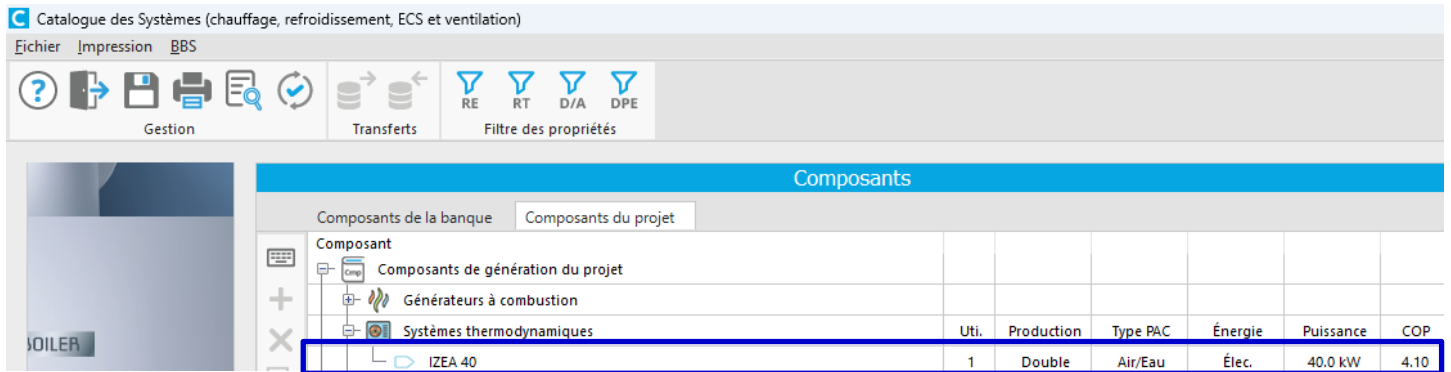 C Catalogue des Systèmes (chauffage, refroidissement, ECS et ventilation)
Fichier Impression BBS
? RE RT D/A DPE
Gestion Transferts Filtre des propriétés
Composants
Composants de la banque Composants du projet
Composant
Cmp Composants de génération du projet
Générateurs à combustion
Systèmes thermodynamiques Uti. Production Type PAC Énergie Puissance COP
IZEA 40 1 Double Air/Eau Élec. 40.0 kW 4.10
BOILER